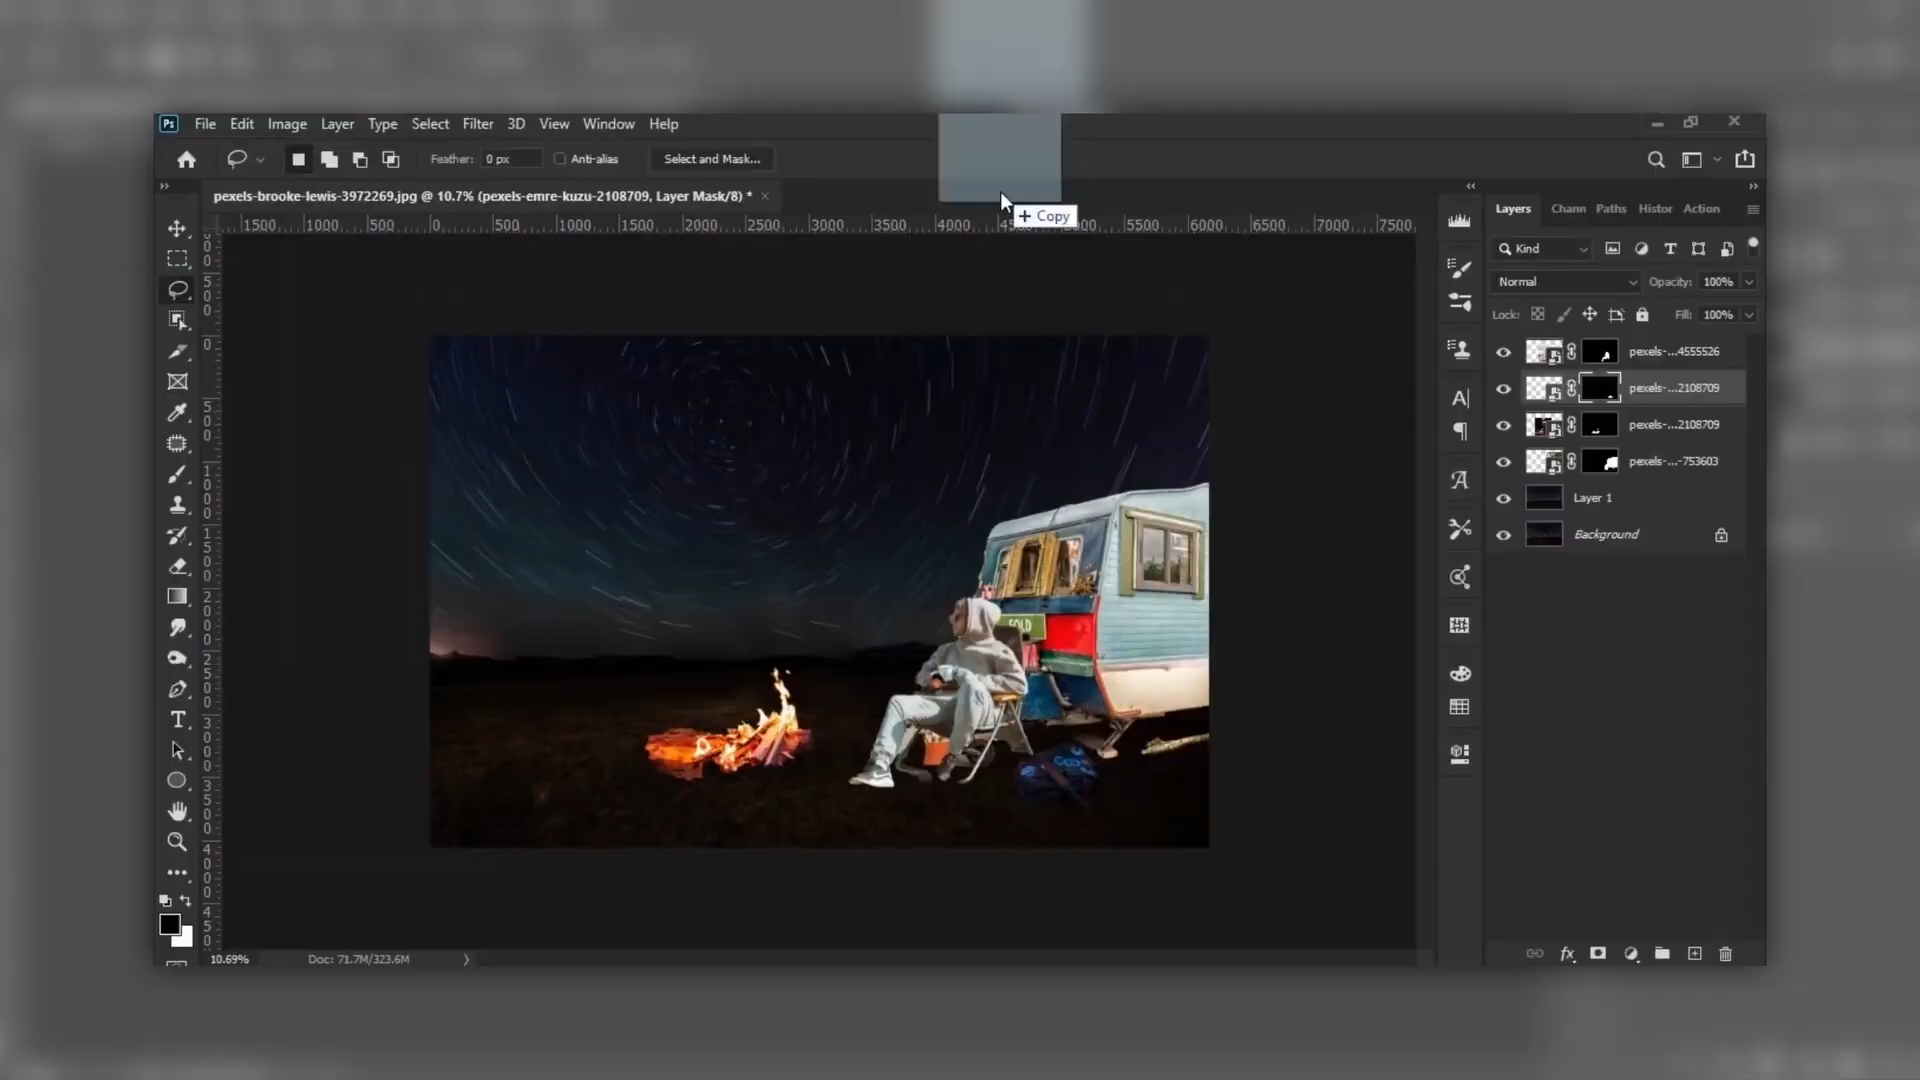 Ps File Edit Image Layer Type Select Filter 3D View Window Help
Feather: 0 px Anti-alias Select and Mask...
pexels-brooke-lewis-3972269.jpg @ 10.7% (pexels-emre-kuzu-2108709, Layer Mask/8) * ×
+ Copy
1500 1000 500 0 500 1000 1500 2000 2500 3000 3500 4000 5000 5500 6000 6500 7000 7500
Layers Chann Paths Histor Action
Kind
Normal Opacity: 100%
Lock: Fill: 100%
pexels-...4555526
pexels-...2108709
pexels-...2108709
pexels-...-753603
Layer 1
Background
SOLD
10.69% Doc: 71.7M/323.6M